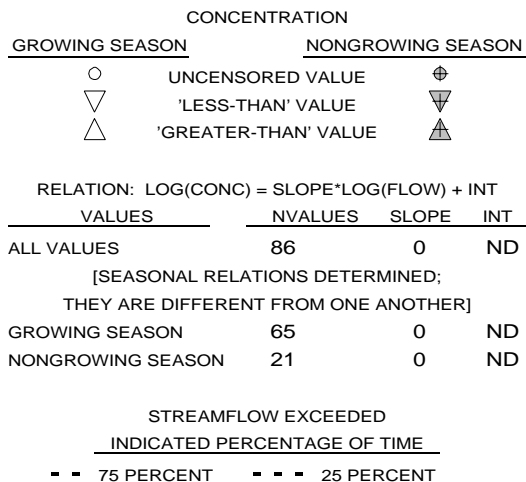 CONCENTRATION
GROWING SEASON NONGROWING SEASON
UNCENSORED VALUE
'LESS-THAN' VALUE
'GREATER-THAN' VALUE
RELATION: LOG(CONC) = SLOPE*LOG(FLOW) + INT
VALUES NVALUES SLOPE INT
ALL VALUES 86 0 ND
[SEASONAL RELATIONS DETERMINED;
THEY ARE DIFFERENT FROM ONE ANOTHER]
GROWING SEASON 65 0 ND
NONGROWING SEASON 21 0 ND
STREAMFLOW EXCEEDED
INDICATED PERCENTAGE OF TIME
75 PERCENT 25 PERCENT